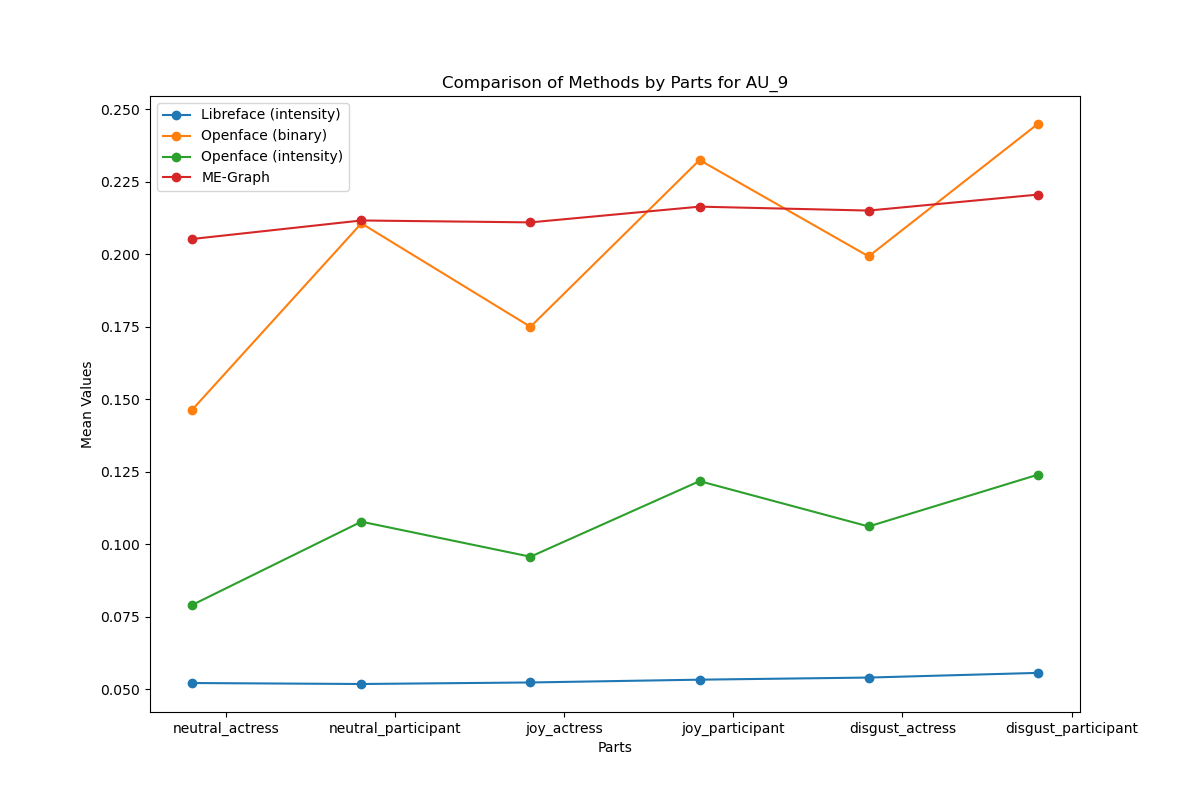 Comparison of Methods by Parts for AU_9
Libreface (intensity)
Openface (binary)
Openface (intensity)
ME-Graph
Mean Values
0.250
0.225
0.200
0.175
0.150
0.125
0.100
0.075
0.050
neutral_actress neutral_participant joy_actress joy_participant disgust_actress disgust_participant
Parts